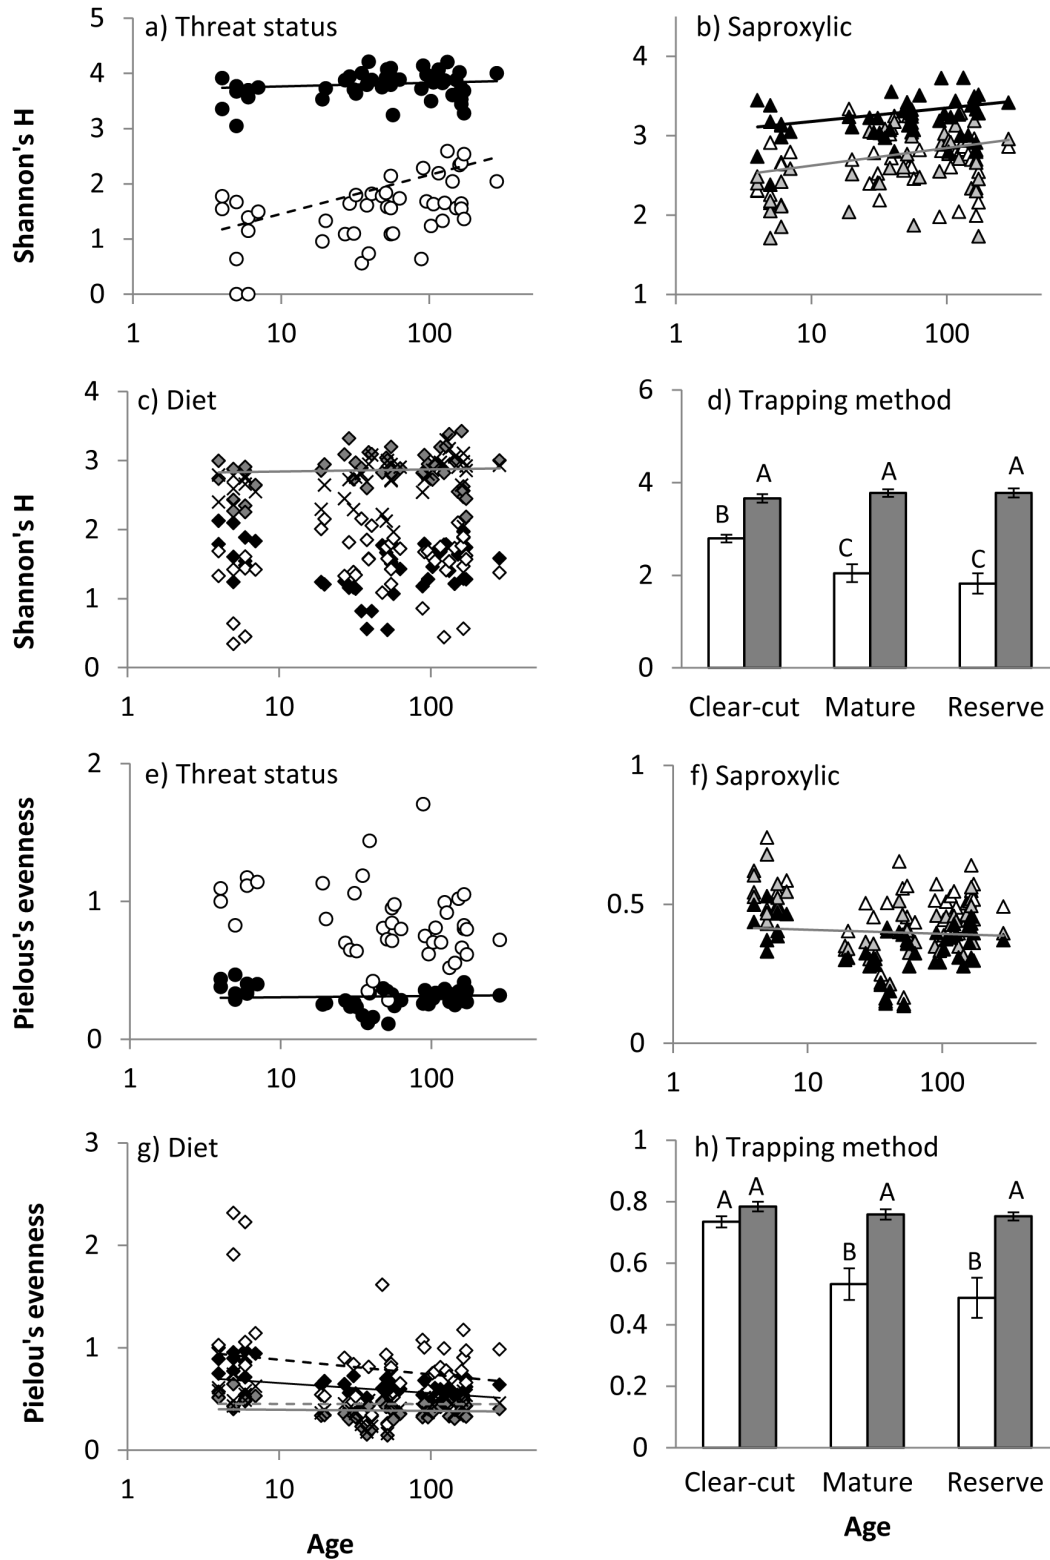 a) Threat status
5
4
3
2
1
0
Shannon's H
1 10 100
b) Saproxylic
4
3
2
1
1 10 100
c) Diet
4
3
2
1
0
Shannon's H
1 10 100
d) Trapping method
6
4
2
0
B A C A C A
Clear-cut Mature Reserve
e) Threat status
2
1
0
Pielous's evenness
1 10 100
f) Saproxylic
1
0.5
0
1 10 100
g) Diet
3
2
1
0
Pielou's evenness
1 10 100
Age
h) Trapping method
1
0.8
0.6
0.4
0.2
0
A A B A B A
Clear-cut Mature Reserve
Age